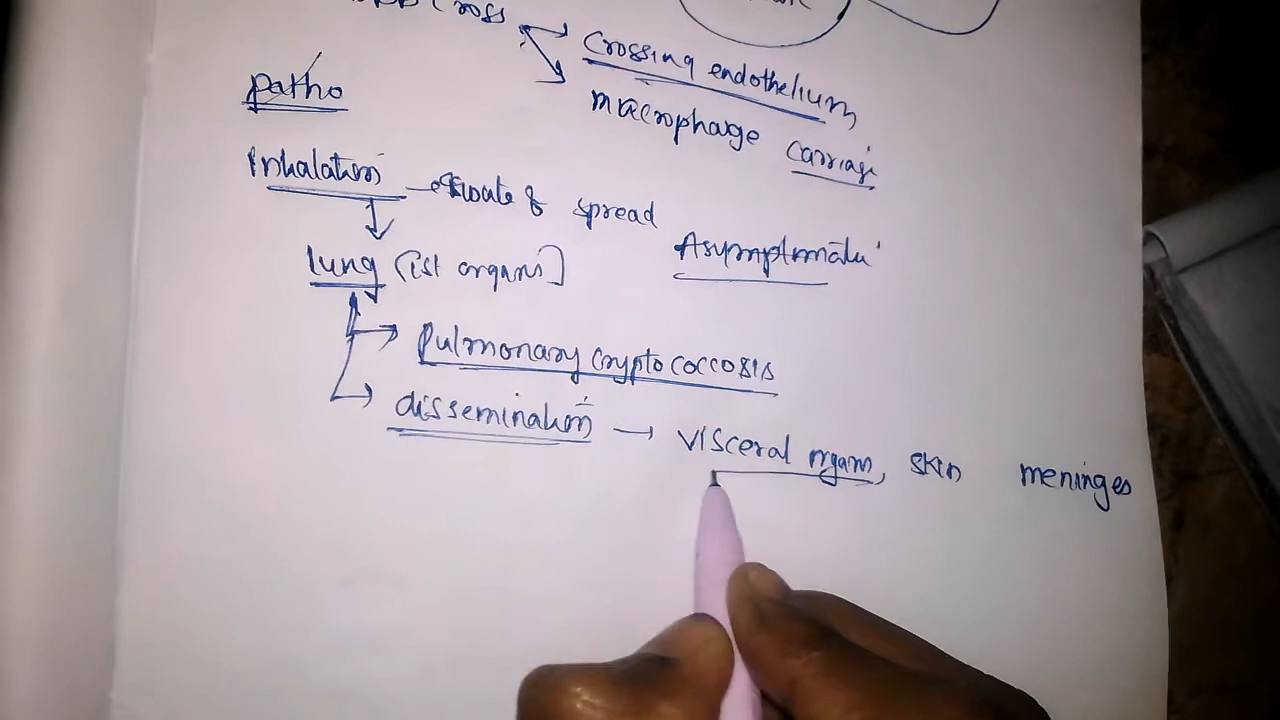 Cross
Crossing endothelium
macrophage carriage
patho
Inhalation → Route of spread
lung [1st organ]
Asymptomatic
pulmonary cryptococcosis
dissemination → visceral organs, skin meninges